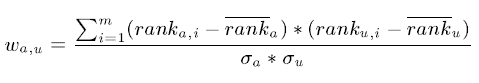 w_{a,u} = \frac{\sum_{i=1}^{m}(rank_{a,i} - \overline{rank}_a) * (rank_{u,i} - \overline{rank}_u)}{\sigma_a * \sigma_u}